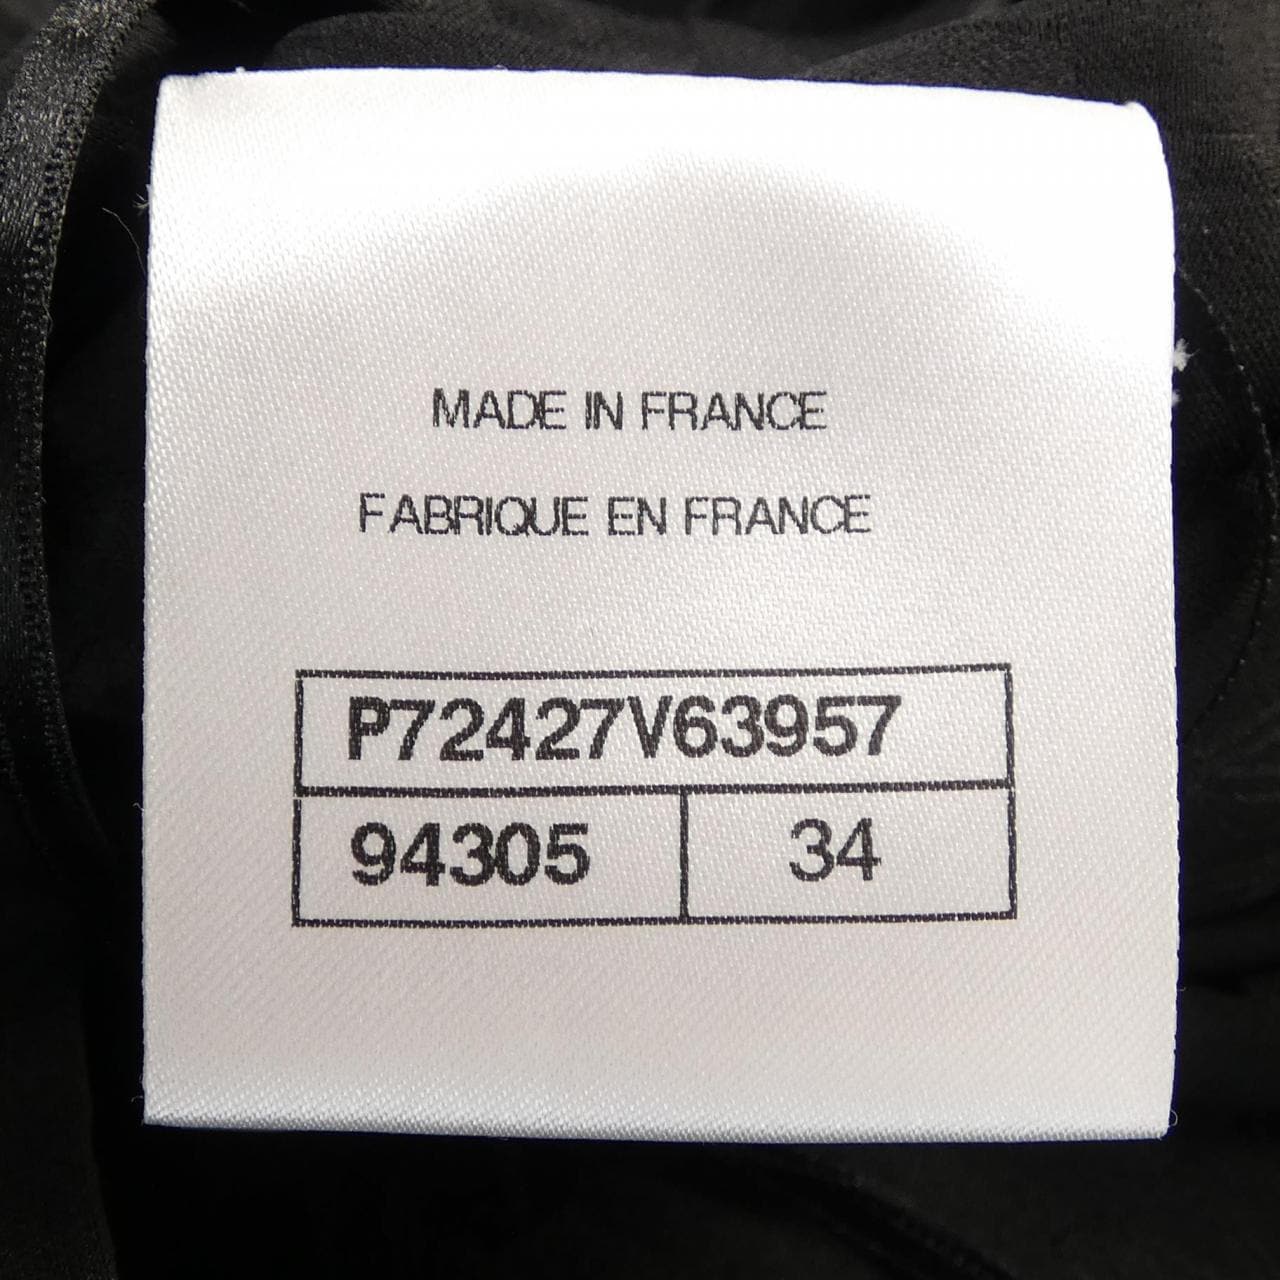 MADE IN FRANCE
FABRIQUE EN FRANCE
P72427V63957
94305 34